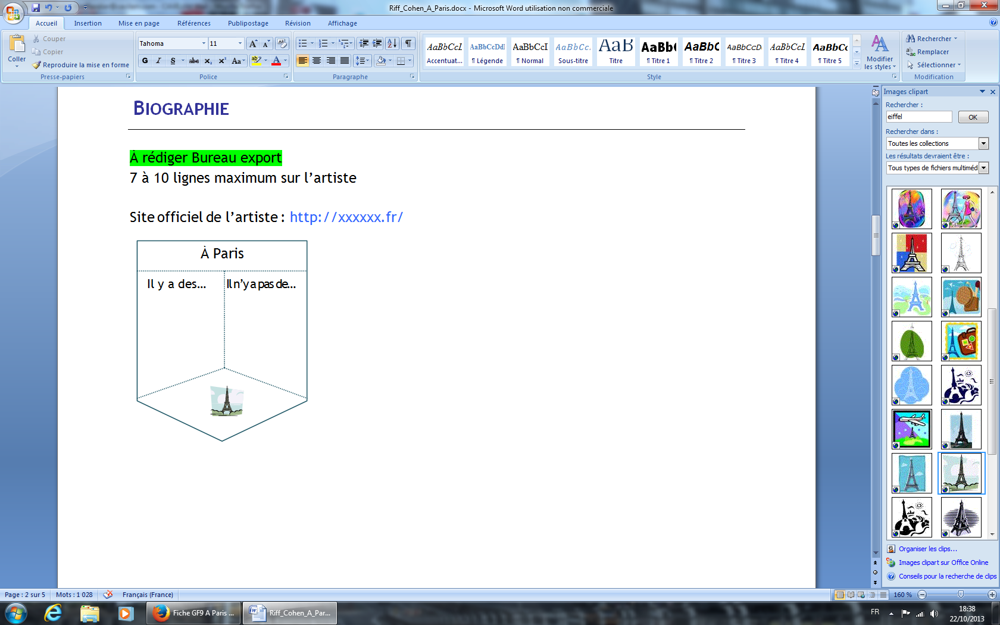 Riff_Cohen_A_Paris.docx - Microsoft Word utilisation non commerciale
Accueil Insertion Mise en page Références Publipostage Révision Affichage
Coller
Couper
Copier
Reproduire la mise en forme
Presse-papiers
Tahoma 11
G I S abc x₂ x² Aa
Police
Paragraphe
AaBbCcL AaBbCcDdI AaBbCcI AaBbCc. AaB AaBb( AaBbC AaBbCcD AaBbCcL AaBbCc
Accentuat... ¶ Légende ¶ Normal Sous-titre Titre ¶ Titre 1 ¶ Titre 2 ¶ Titre 3 ¶ Titre 4 ¶ Titre 5
Style
Modifier
les styles
Rechercher
Remplacer
Sélectionner
Modification
BIOGRAPHIE
À rédiger Bureau export
7 à 10 lignes maximum sur l’artiste
Site officiel de l’artiste : http://xxxxxx.fr/
À Paris
Il y a des...
Il n’y a pas de...
Images clipart
Rechercher :
eiffel OK
Rechercher dans :
Toutes les collections
Les résultats devraient être :
Tous types de fichiers multiméd
Organiser les clips...
Images clipart sur Office Online
Conseils pour la recherche de clips
Page : 2 sur 5 Mots : 1 028 Français (France) 160 %
Fiche GF9 A Paris ... Riff_Cohen_A_Par... FR 18:38
22/10/2013